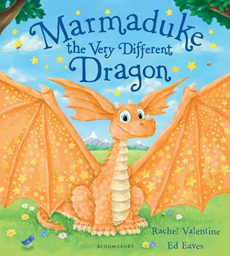 Marmaduke
the Very Different
Dragon
Rachel Valentine
Ed Eaves
BLOOMSBURY